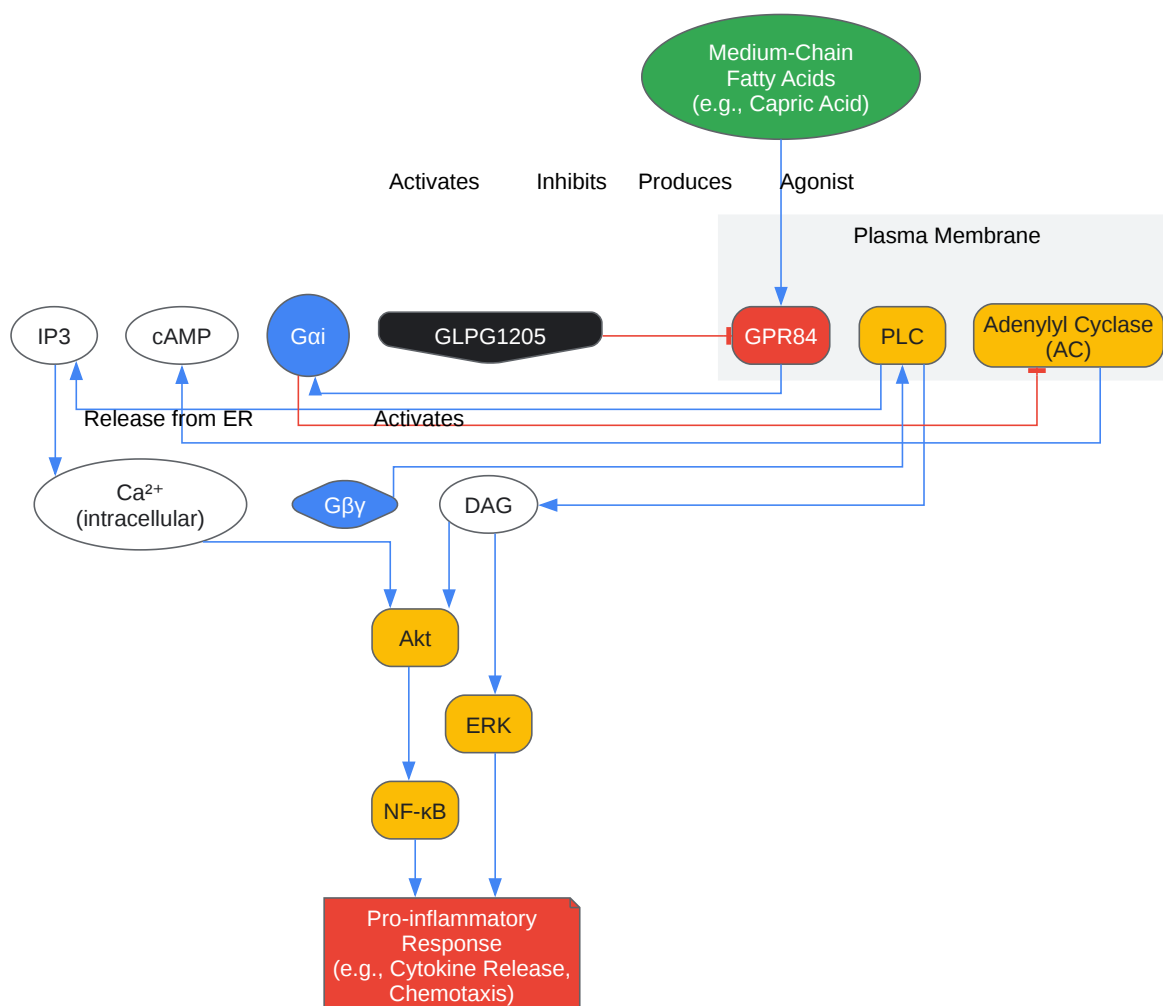 Medium-Chain
Fatty Acids
(e.g., Capric Acid)
Activates
Inhibits
Produces
Agonist
Plasma Membrane
IP3
cAMP
Gαi
GLPG1205
GPR84
PLC
Adenylyl Cyclase
(AC)
Release from ER
Activates
Ca²⁺
(intracellular)
Gβγ
DAG
Akt
ERK
NF-κB
Pro-inflammatory
Response
(e.g., Cytokine Release,
Chemotaxis)